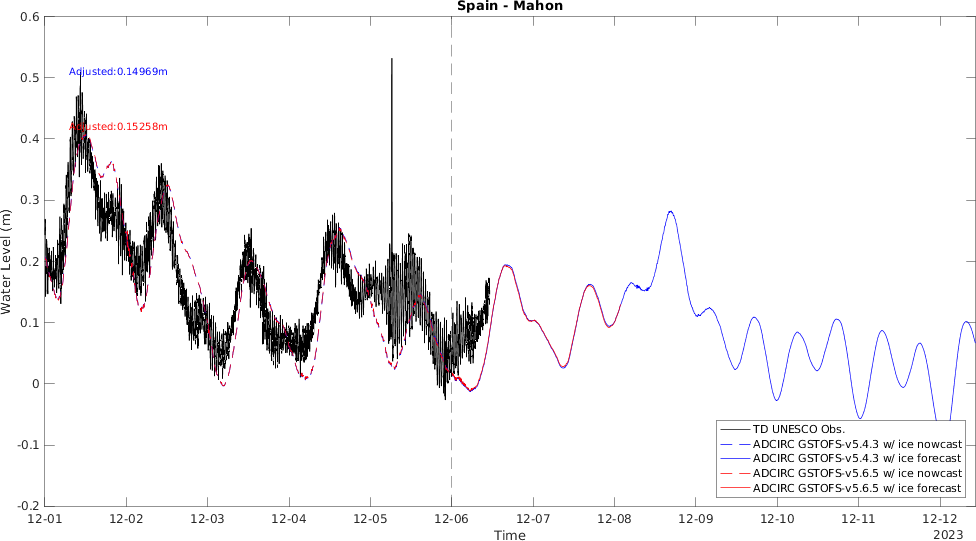 Spain - Mahon
0.6
0.5
0.4
0.3
0.2
0.1
0
-0.1
-0.2
Water Level (m)
Adjusted:0.14969m
Adjusted:0.15258m
TD UNESCO Obs.
ADCIRC GSTOFS-v5.4.3 w/ ice nowcast
ADCIRC GSTOFS-v5.4.3 w/ ice forecast
ADCIRC GSTOFS-v5.6.5 w/ ice nowcast
ADCIRC GSTOFS-v5.6.5 w/ ice forecast
12-01 12-02 12-03 12-04 12-05 12-06 12-07 12-08 12-09 12-10 12-11 12-12
Time
2023